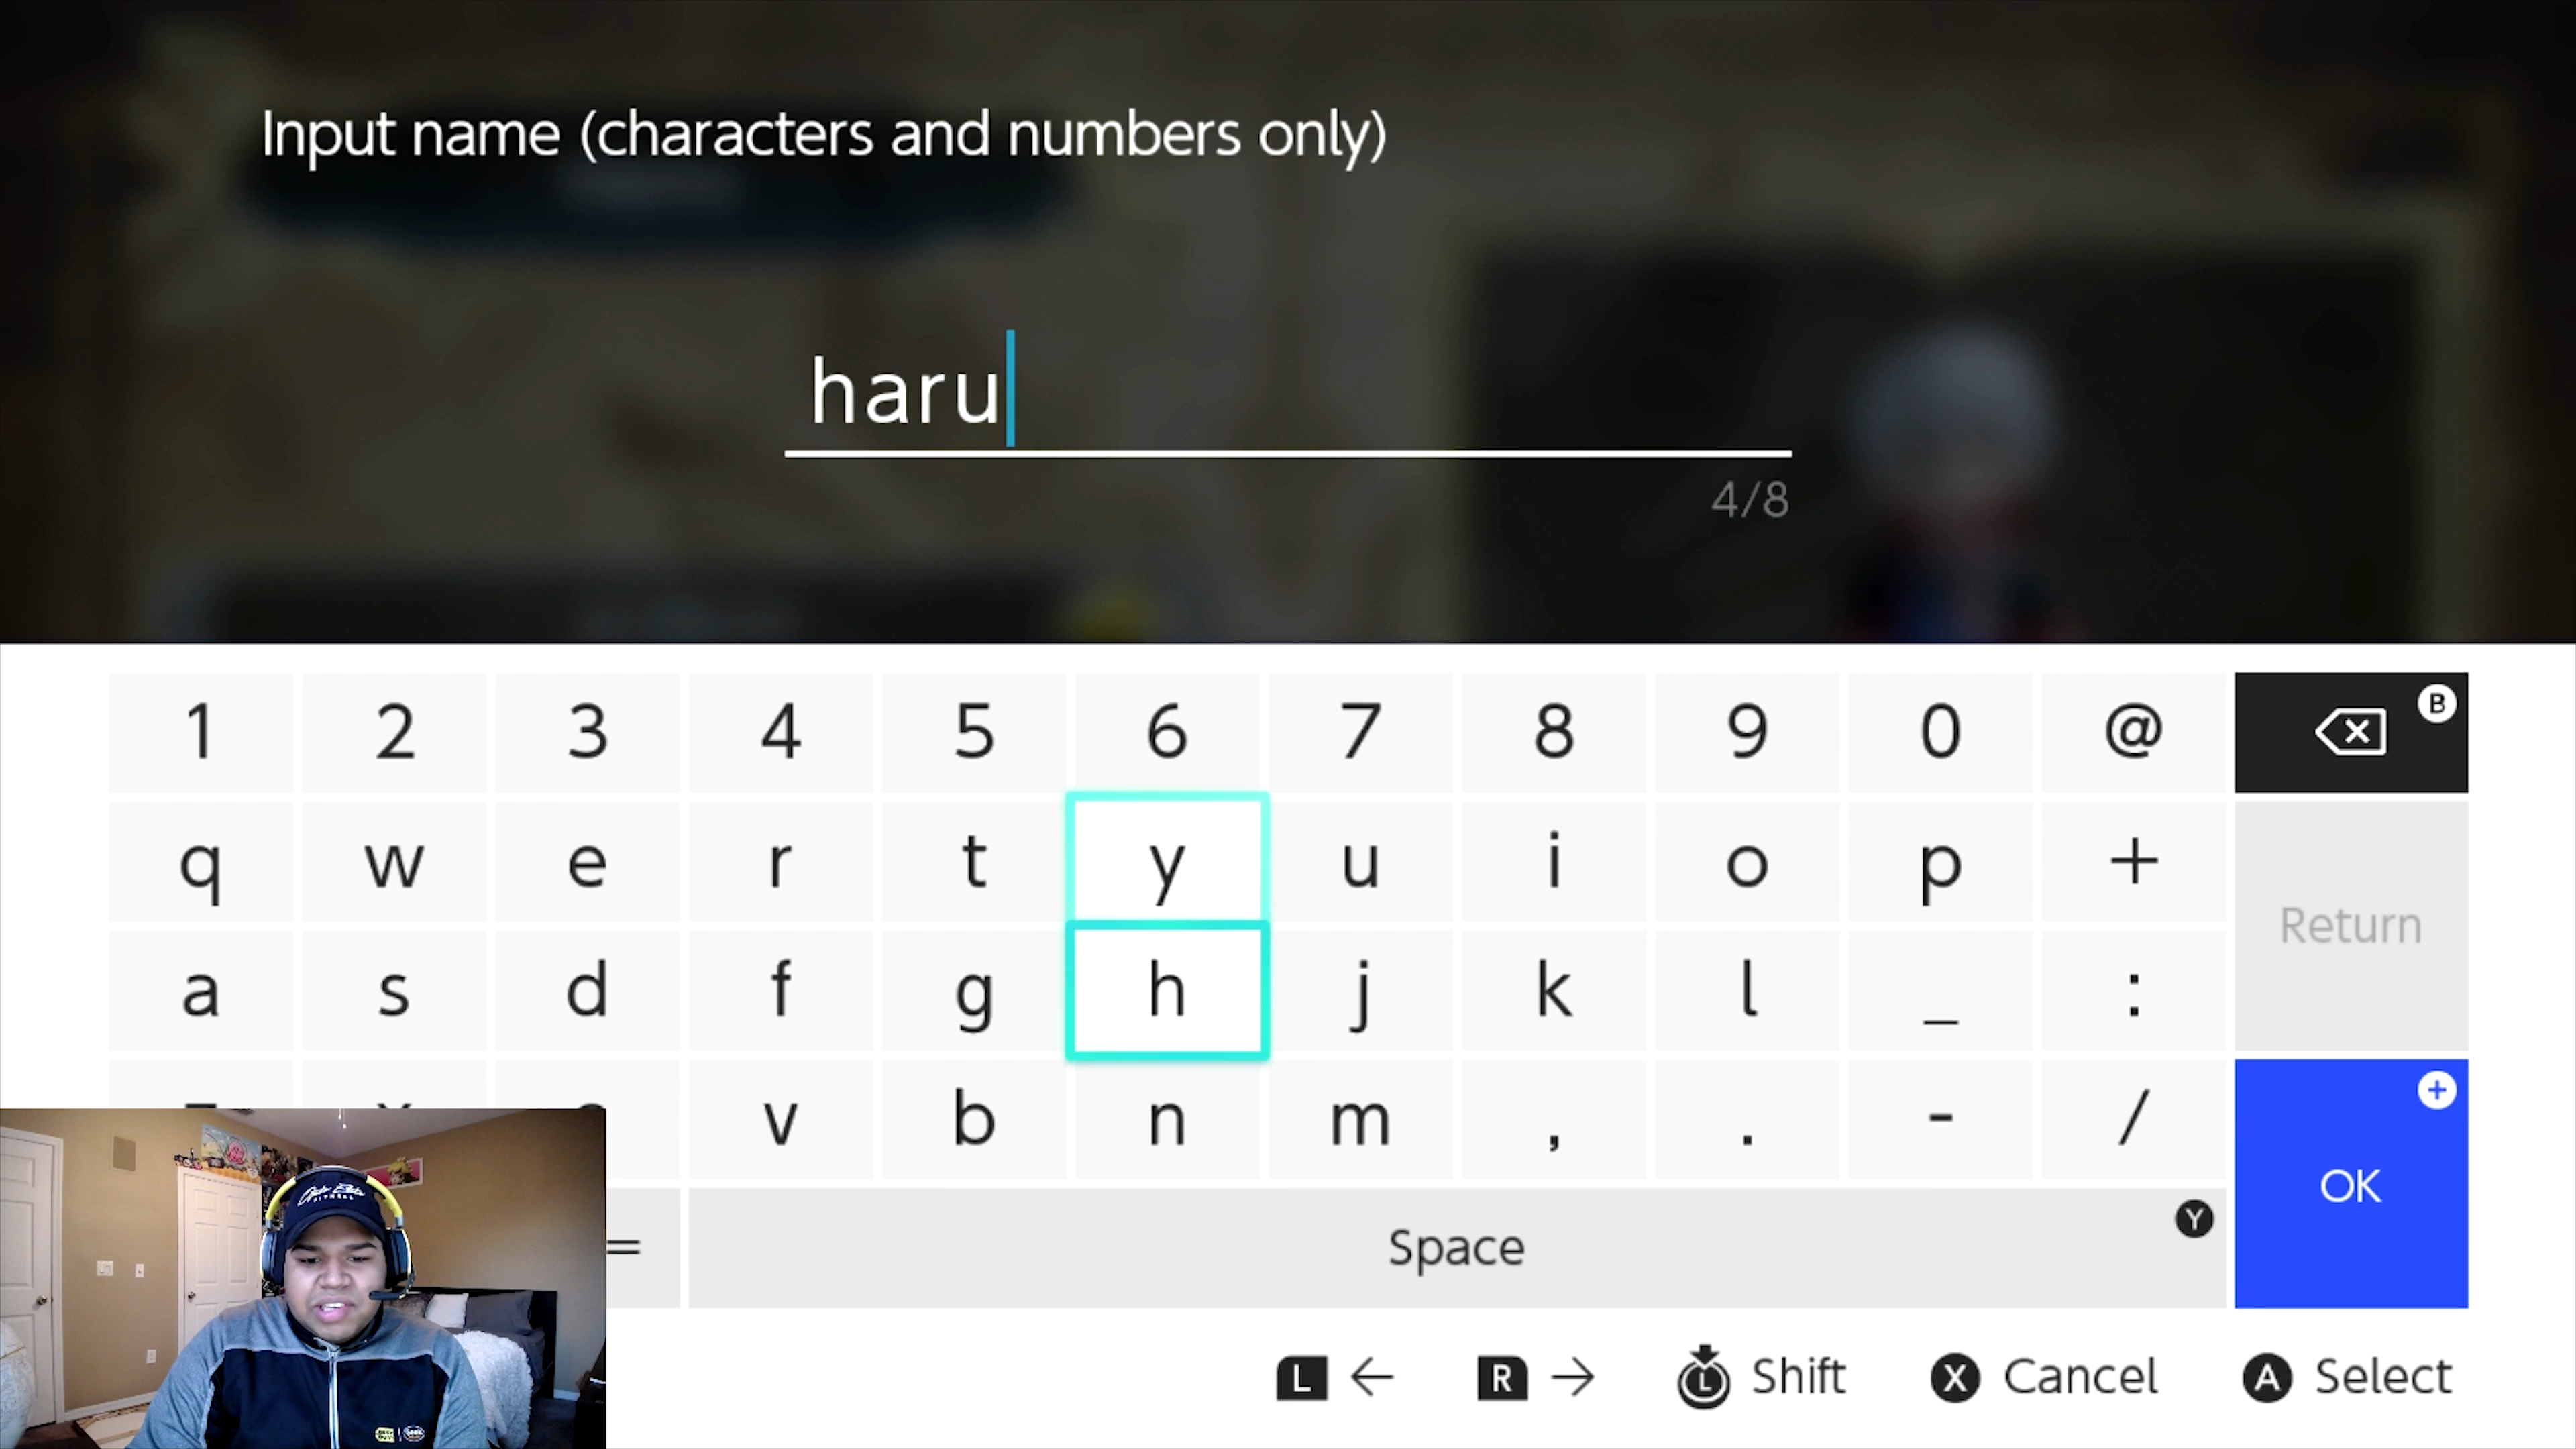 Input name (characters and numbers only)
haru
4/8
1 2 3 4 5 6 7 8 9 0 @ B
q w e r t y u i o p +
Return
a s d f g h j k l _ :
v b n m , . - / +
OK
= Space Y
L ← R → L Shift X Cancel A Select